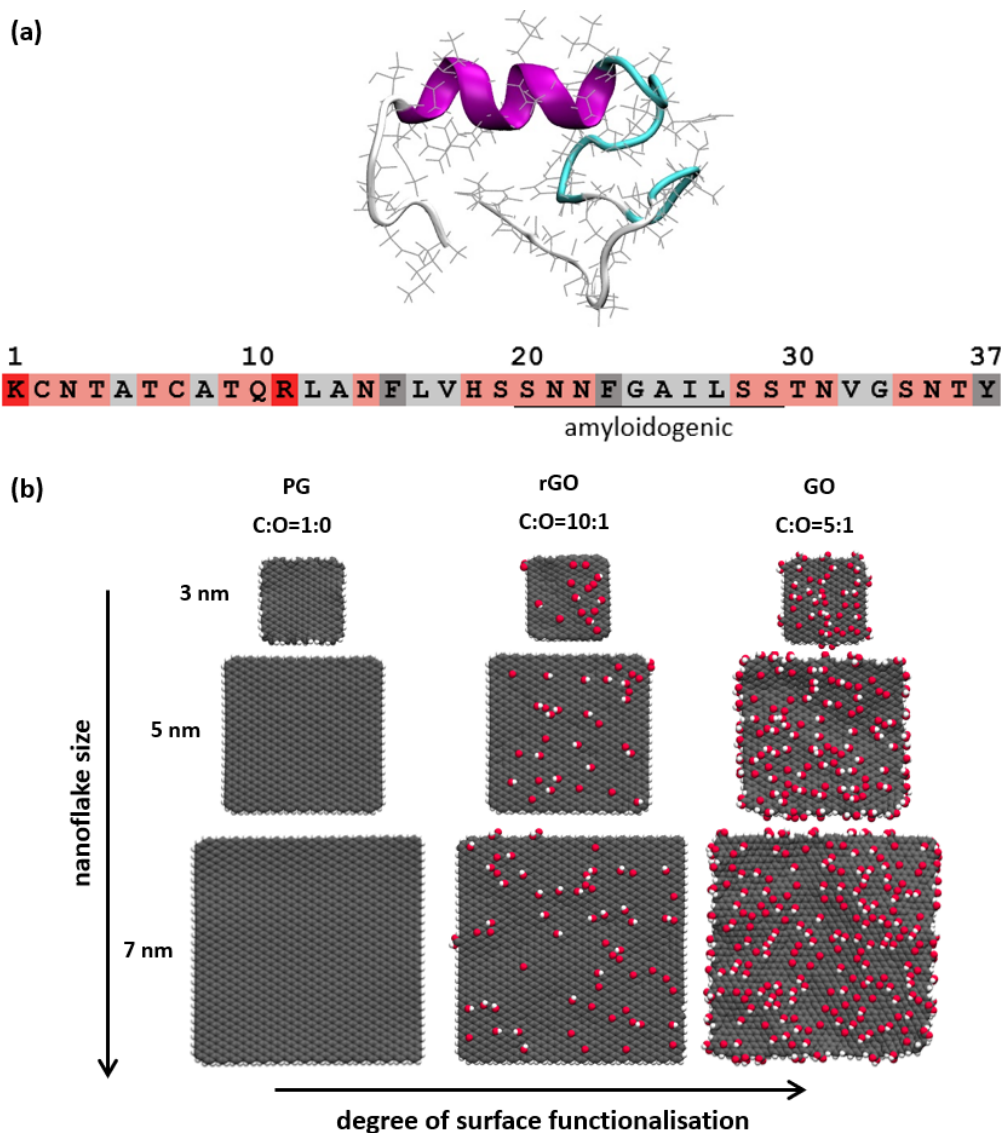 (a)
1 10 20 30 37
K C N T A T C A T Q R L A N F L V H S S N N F G A I L S S T N V G S N T Y
amyloidogenic
(b)
PG rGO GO
C:O=1:0 C:O=10:1 C:O=5:1
3 nm
5 nm
7 nm
nanoflake size
degree of surface functionalisation